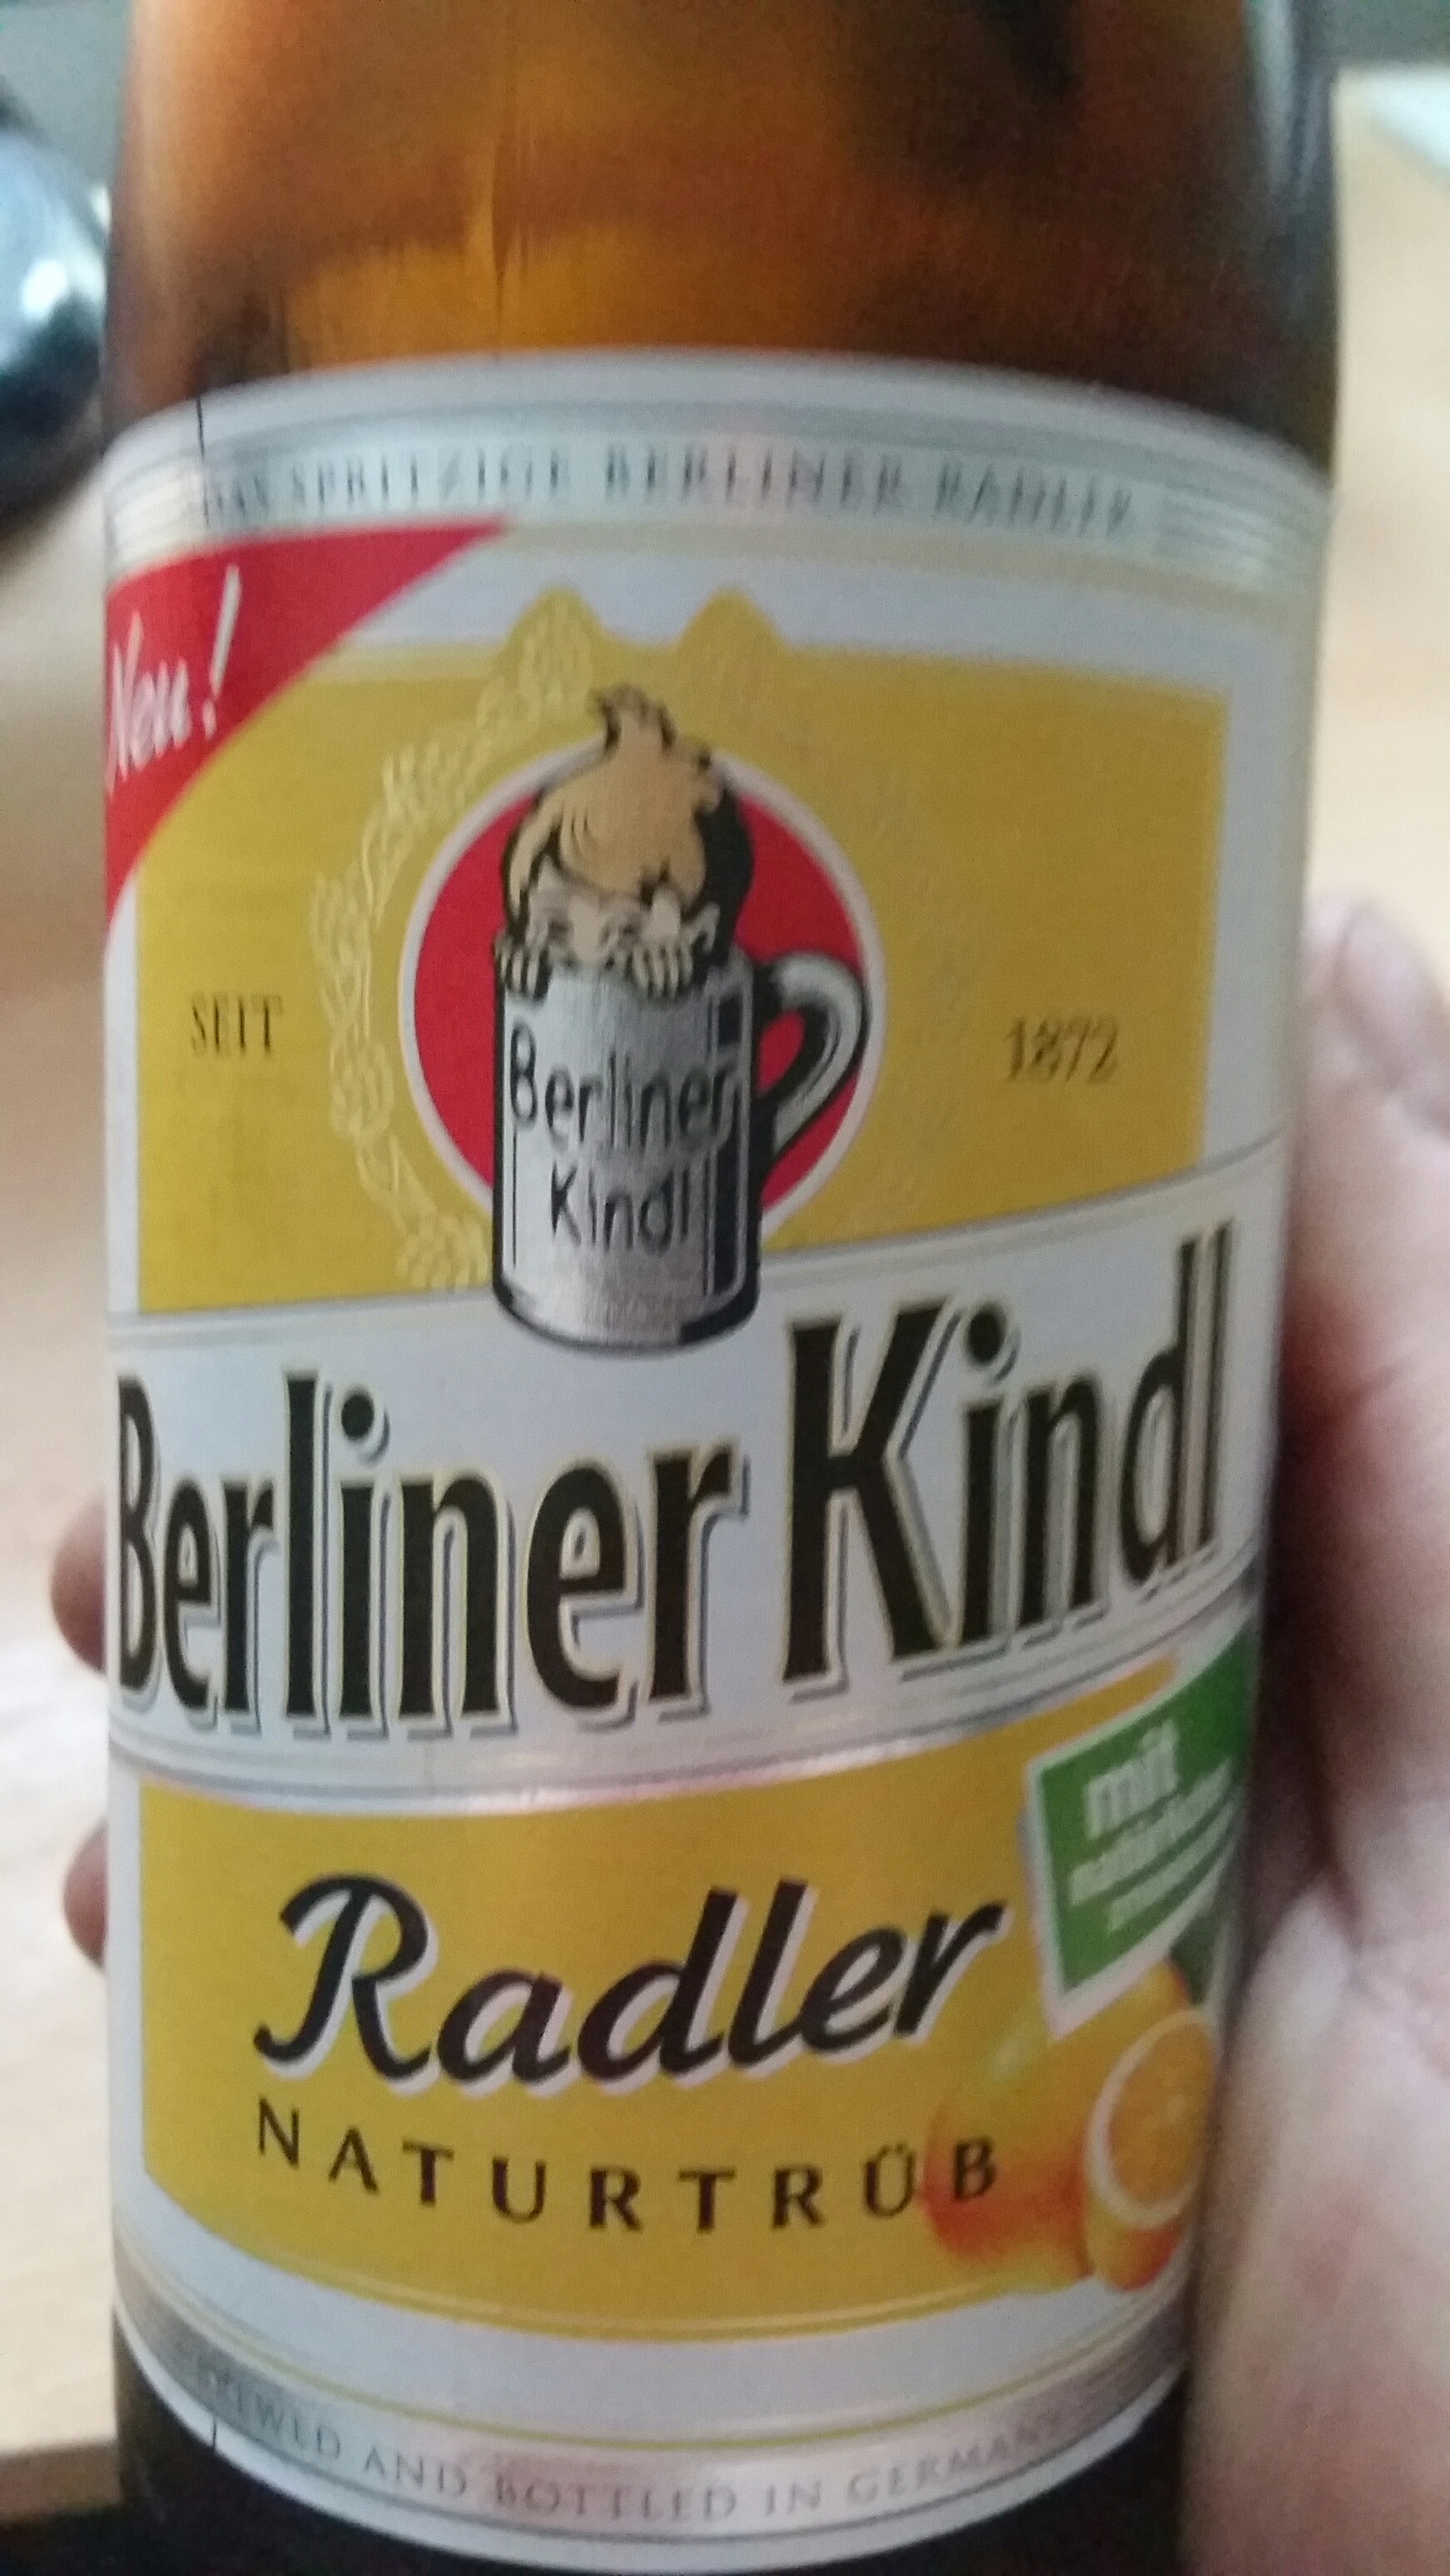 DAS SPRITZIGE BERLINER RADLER
Neu!
SEIT
1872
Berliner
Kindl
Berliner Kindl
mit
Radler
NATURTRÜB
BREWED AND BOTTLED IN GERMANY